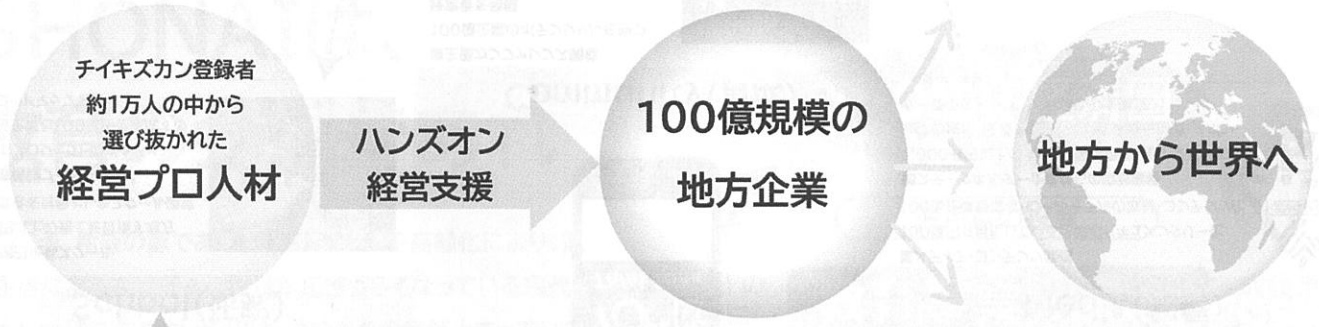 チイキズカン登録者
約1万人の中から
選び抜かれた
経営プロ人材
ハンズオン
経営支援
100億規模の
地方企業
地方から世界へ